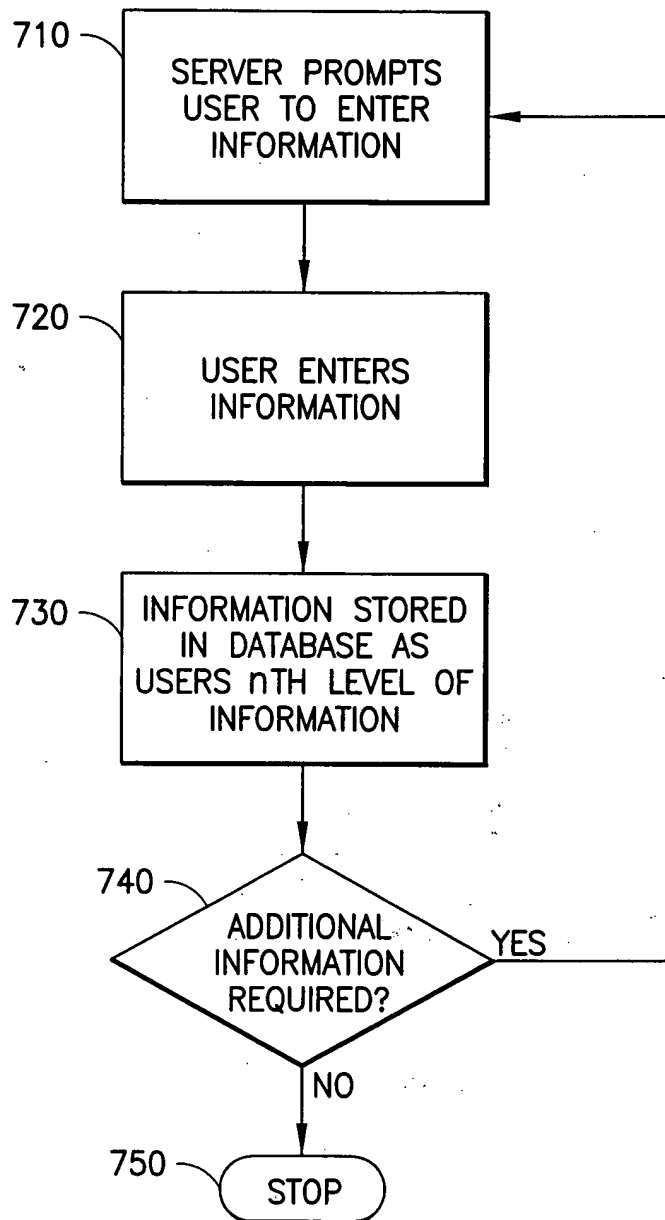 710
SERVER PROMPTS
USER TO ENTER
INFORMATION
720
USER ENTERS
INFORMATION
730
INFORMATION STORED
IN DATABASE AS
USERS nTH LEVEL OF
INFORMATION
740
ADDITIONAL
INFORMATION
REQUIRED?
YES
NO
750
STOP